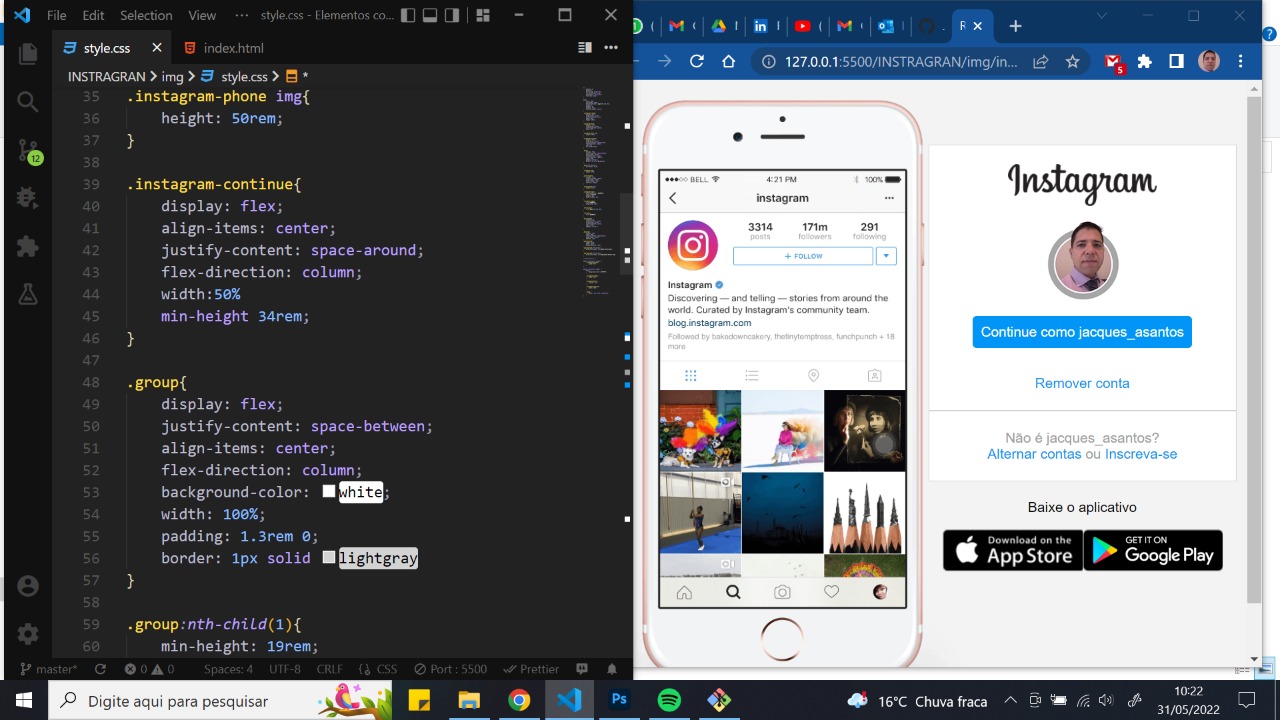 File Edit Selection View ··· style.css - Elementos co...
style.css index.html
INSTRAGRAN > img > style.css > *
35 .instagram-phone img{
36 height: 50rem;
37 }
38
39 .instagram-continue{
40 display: flex;
41 align-items: center;
42 justify-content: space-around;
43 flex-direction: column;
44 width:50%
45 min-height 34rem;
46 }
47
48 .group{
49 display: flex;
50 justify-content: space-between;
51 align-items: center;
52 flex-direction: column;
53 background-color: white;
54 width: 100%;
55 padding: 1.3rem 0;
56 border: 1px solid lightgray
57 }
58
59 .group:nth-child(1){
60 min-height: 19rem;
12
master* 0 0 Spaces: 4 UTF-8 CRLF {} CSS Port : 5500 Prettier
127.0.0.1:5500/INSTRAGRAN/img/in...
5
BELL 4:21 PM 100%
instagram
3314 171m 291
posts followers following
+ FOLLOW
Instagram
Discovering — and telling — stories from around the
world. Curated by Instagram's community team.
blog.instagram.com
Followed by bakedowncakery, thetinytemptress, funchpunch + 18
more
Instagram
Continue como jacques_asantos
Remover conta
Não é jacques_asantos?
Alternar contas ou Inscreva-se
Baixe o aplicativo
Download on the
App Store
GET IT ON
Google Play
Digite aqui para pesquisar
Ps
16°C Chuva fraca
10:22
31/05/2022